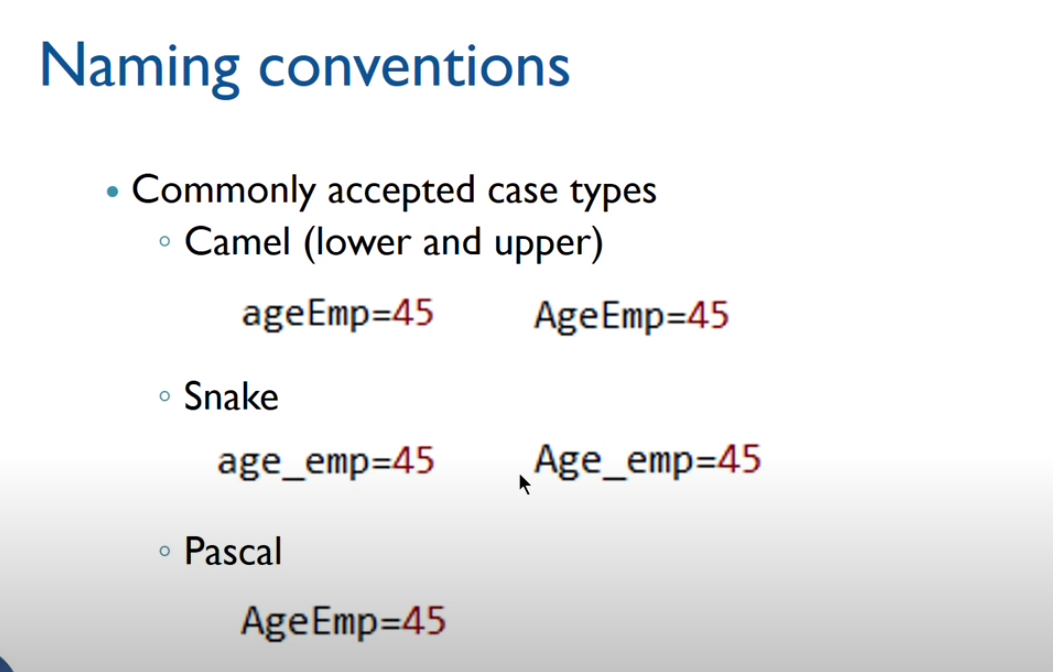 Naming conventions
• Commonly accepted case types
◦ Camel (lower and upper)
ageEmp=45 AgeEmp=45
◦ Snake
age_emp=45 Age_emp=45
◦ Pascal
AgeEmp=45